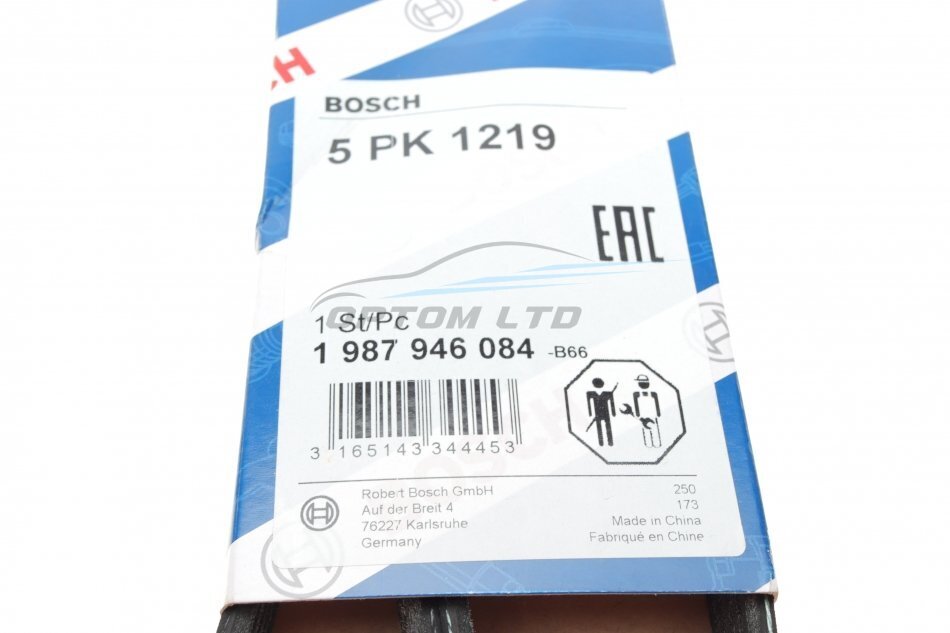 BOSCH
5 PK 1219
EAC
OPTOM LTD
1 St/Pc
1 987 946 084 -B66
3 165143 344453
Robert Bosch GmbH
Auf der Breit 4
76227 Karlsruhe
Germany
250
173
Made in China
Fabriqué en Chine